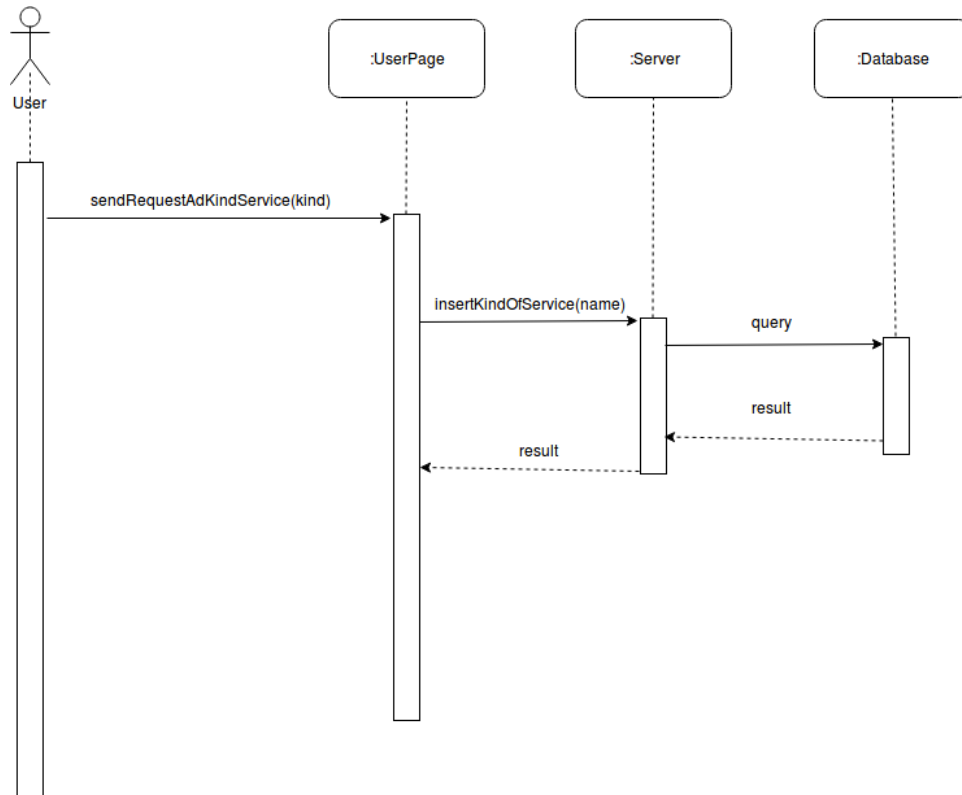 :UserPage
:Server
:Database
User
sendRequestAdKindService(kind)
insertKindOfService(name)
query
result
result